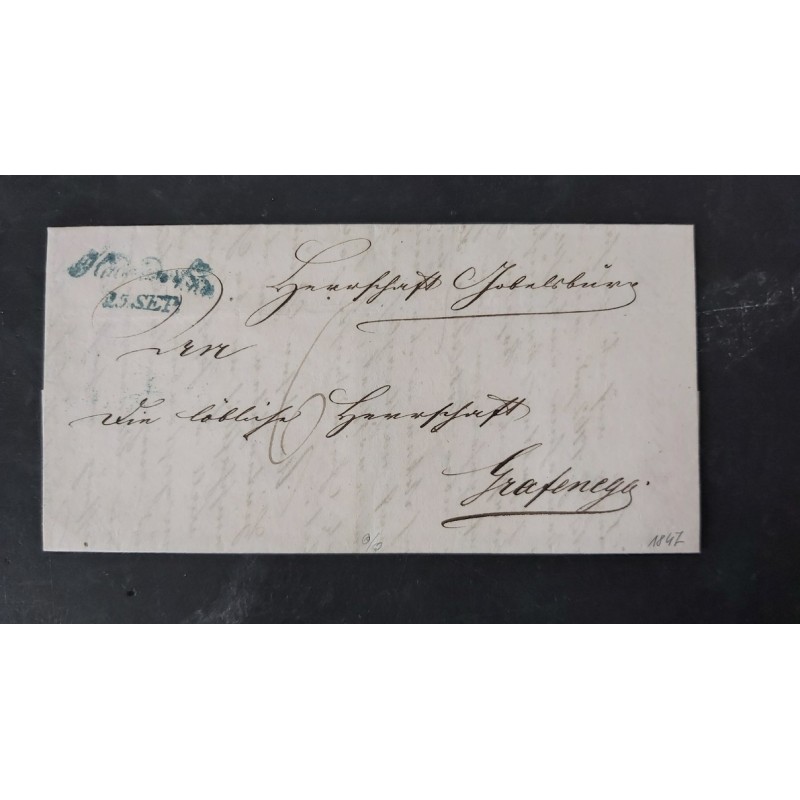 25. SEP
Herrschaft Gobelsburg
An
Die löbliche Herrschaft
6
Grafenegg.
1847